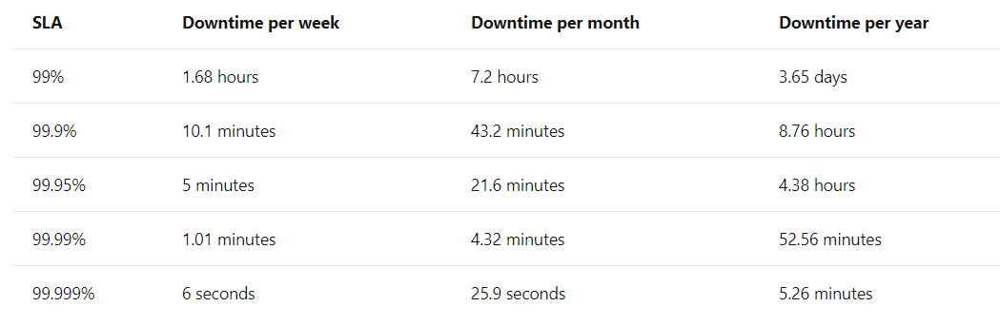 SLA Downtime per week Downtime per month Downtime per year
99% 1.68 hours 7.2 hours 3.65 days
99.9% 10.1 minutes 43.2 minutes 8.76 hours
99.95% 5 minutes 21.6 minutes 4.38 hours
99.99% 1.01 minutes 4.32 minutes 52.56 minutes
99.999% 6 seconds 25.9 seconds 5.26 minutes